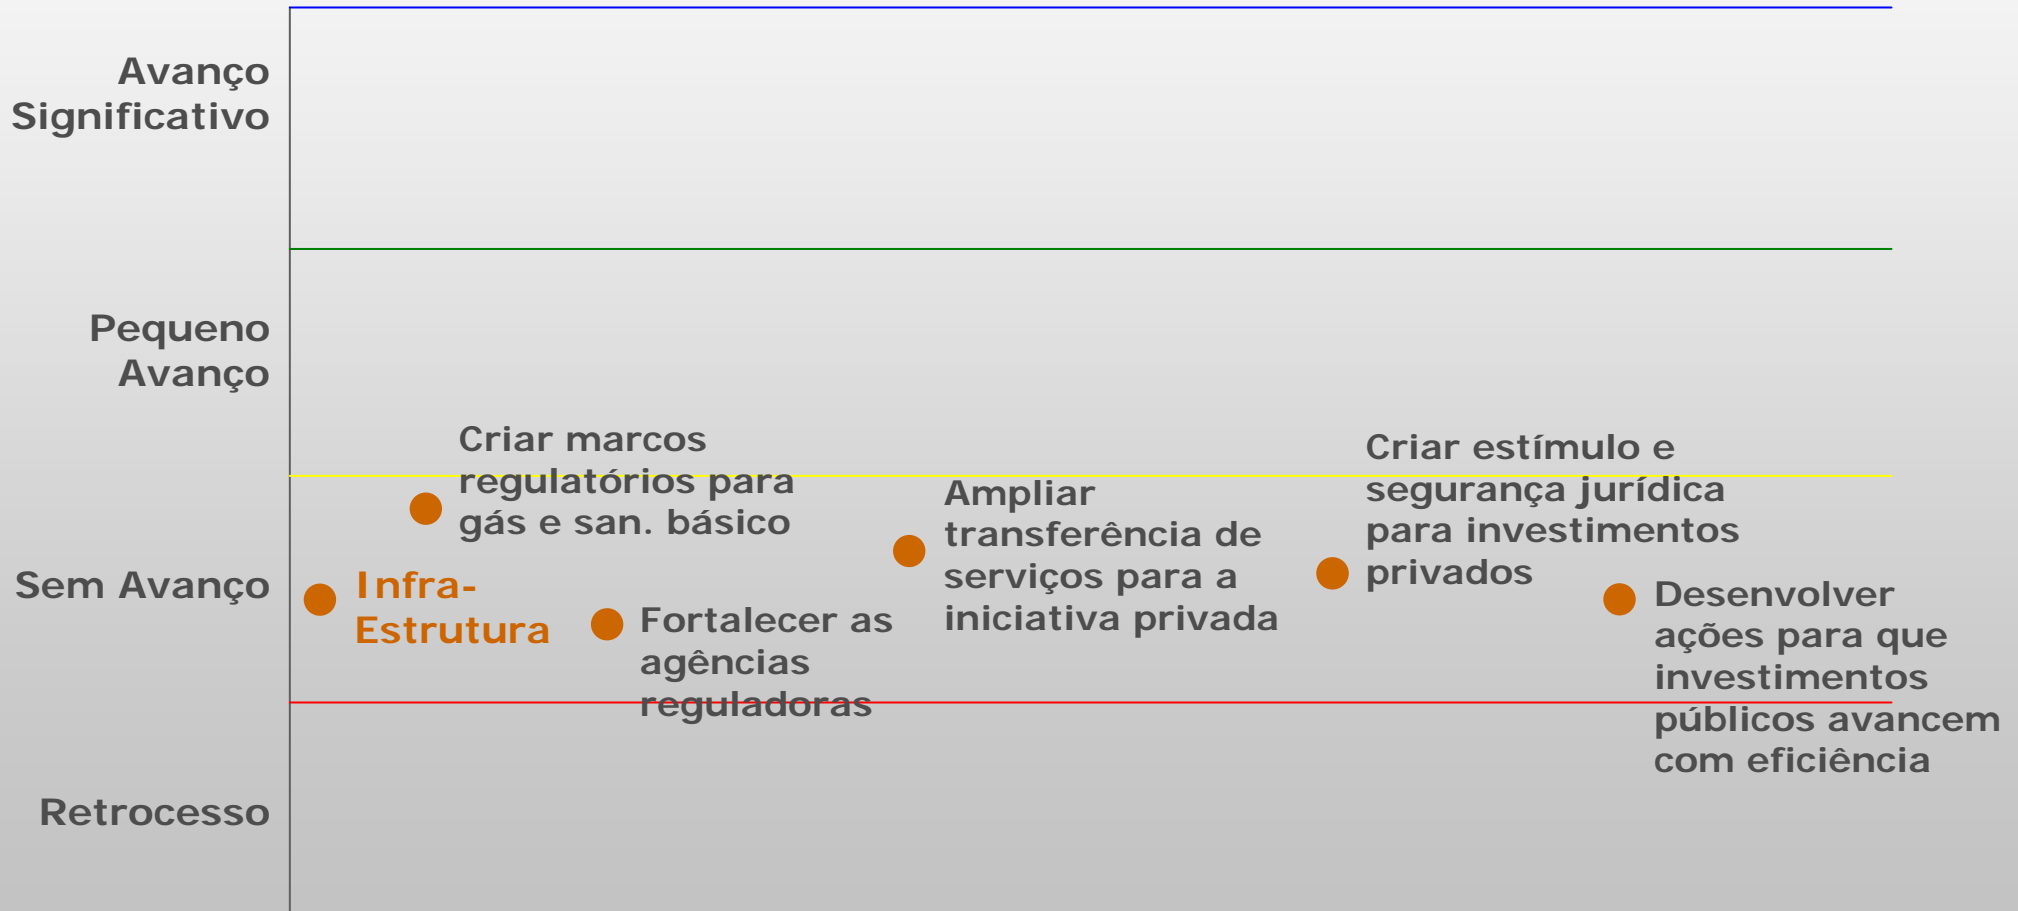 Avanço
Significativo
Pequeno
Avanço
Sem Avanço
Retrocesso
Infra-
Estrutura
Criar marcos
regulatórios para
gás e san. básico
Fortalecer as
agências
reguladoras
Ampliar
transferência de
serviços para a
iniciativa privada
Criar estímulo e
segurança jurídica
para investimentos
privados
Desenvolver
ações para que
investimentos
públicos avancem
com eficiência